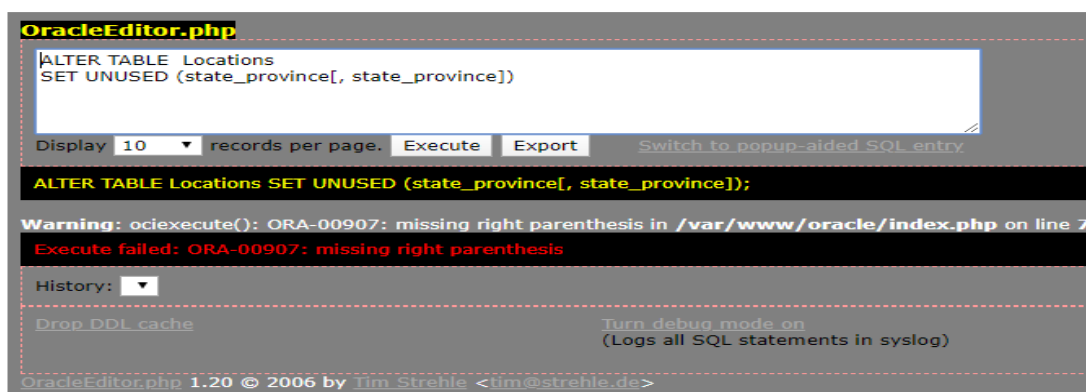 OracleEditor.php
ALTER TABLE  Locations
SET UNUSED (state_province[, state_province])
Display 10 records per page. Execute Export Switch to popup-aided SQL entry
ALTER TABLE Locations SET UNUSED (state_province[, state_province]);
Warning: ociexecute(): ORA-00907: missing right parenthesis in /var/www/oracle/index.php on line 7
Execute failed: ORA-00907: missing right parenthesis
History:
Drop DDL cache Turn debug mode on
(Logs all SQL statements in syslog)
OracleEditor.php 1.20 © 2006 by Tim Strehle <tim@strehle.de>